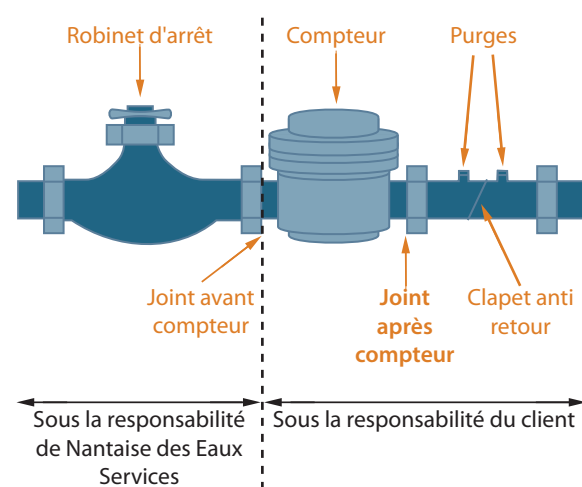 Robinet d'arrêt
Compteur
Purges
Joint avant
compteur
Joint
après
compteur
Clapet anti
retour
Sous la responsabilité
de Nantaise des Eaux
Services
Sous la responsabilité du client